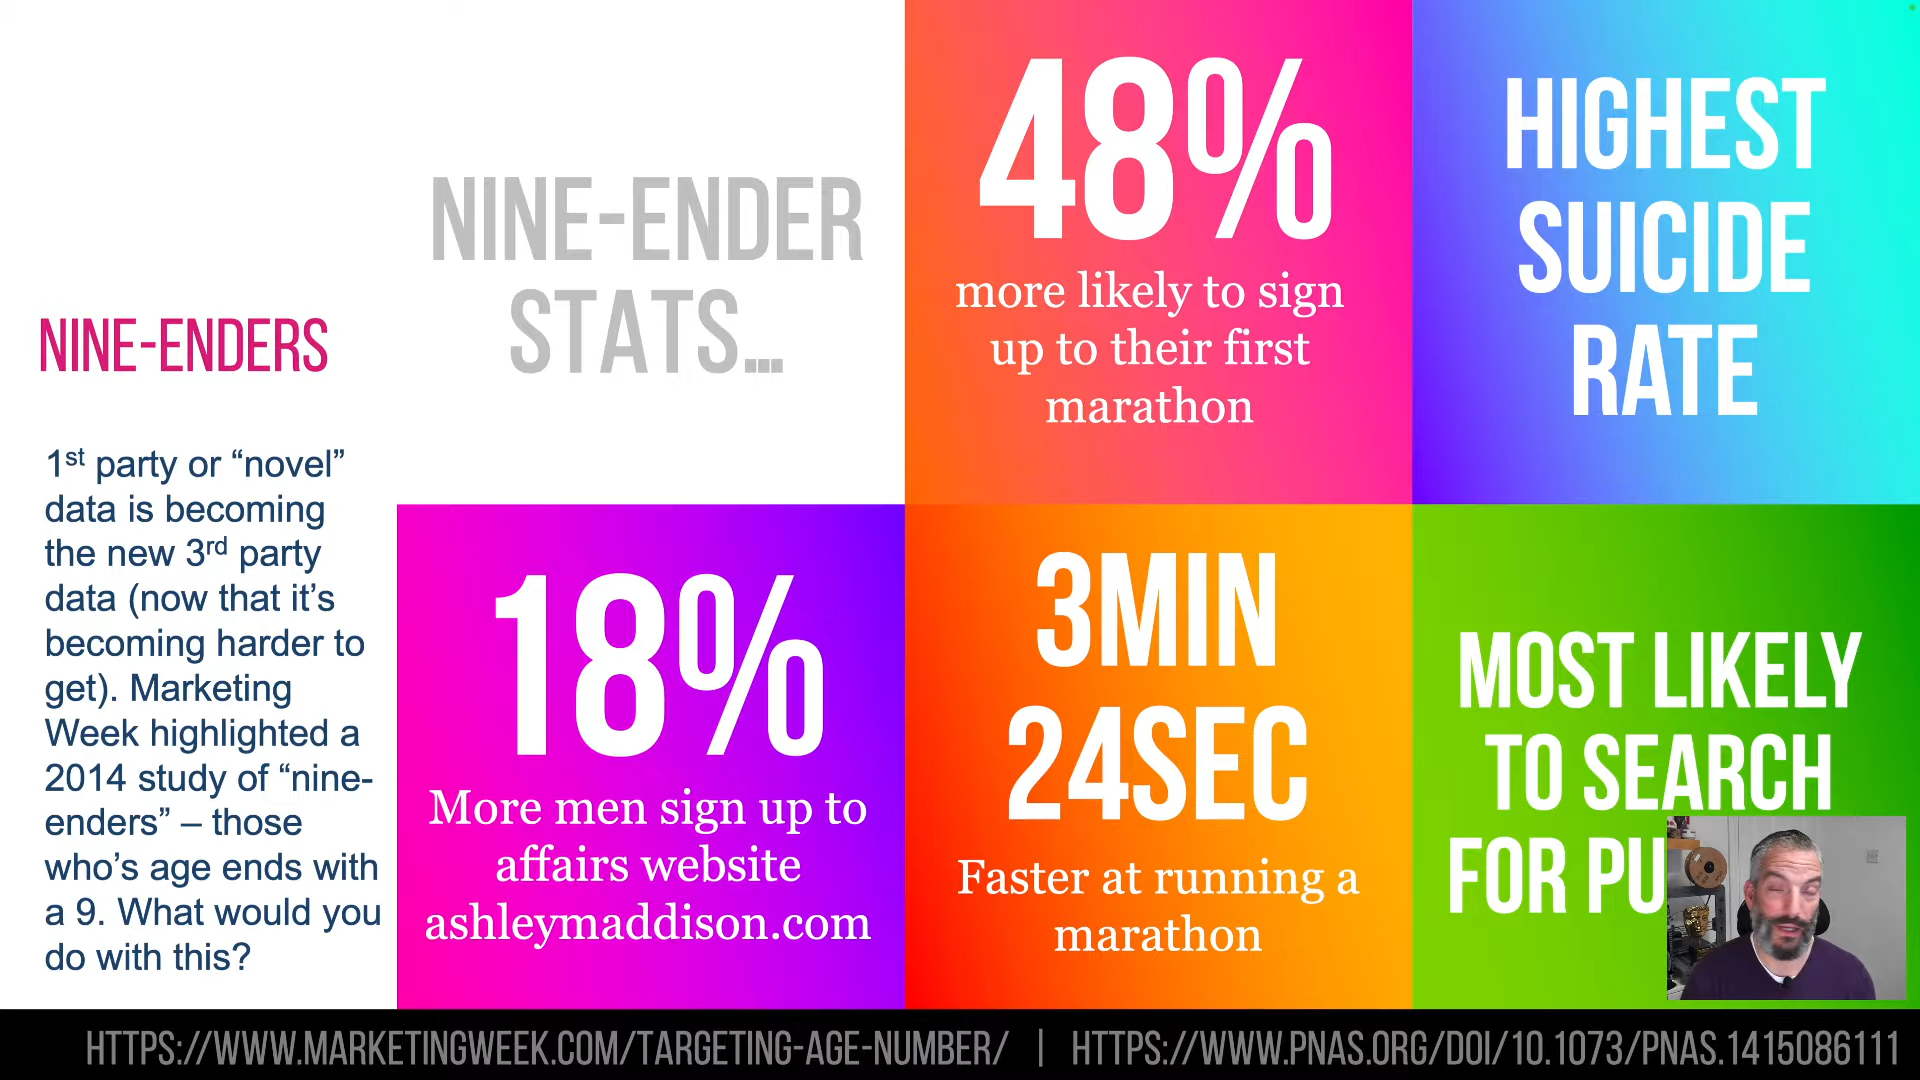 NINE-ENDERS
1st party or “novel”
data is becoming
the new 3rd party
data (now that it’s
becoming harder to
get). Marketing
Week highlighted a
2014 study of “nine-
enders” – those
who’s age ends with
a 9. What would you
do with this?
NINE-ENDER
STATS...
48%
more likely to sign
up to their first
marathon
HIGHEST
SUICIDE
RATE
18%
More men sign up to
affairs website
ashleymaddison.com
3MIN
24SEC
Faster at running a
marathon
MOST LIKELY
TO SEARCH
FOR
HTTPS://WWW.MARKETINGWEEK.COM/TARGETING-AGE-NUMBER/ | HTTPS://WWW.PNAS.ORG/DOI/10.1073/PNAS.1415086111